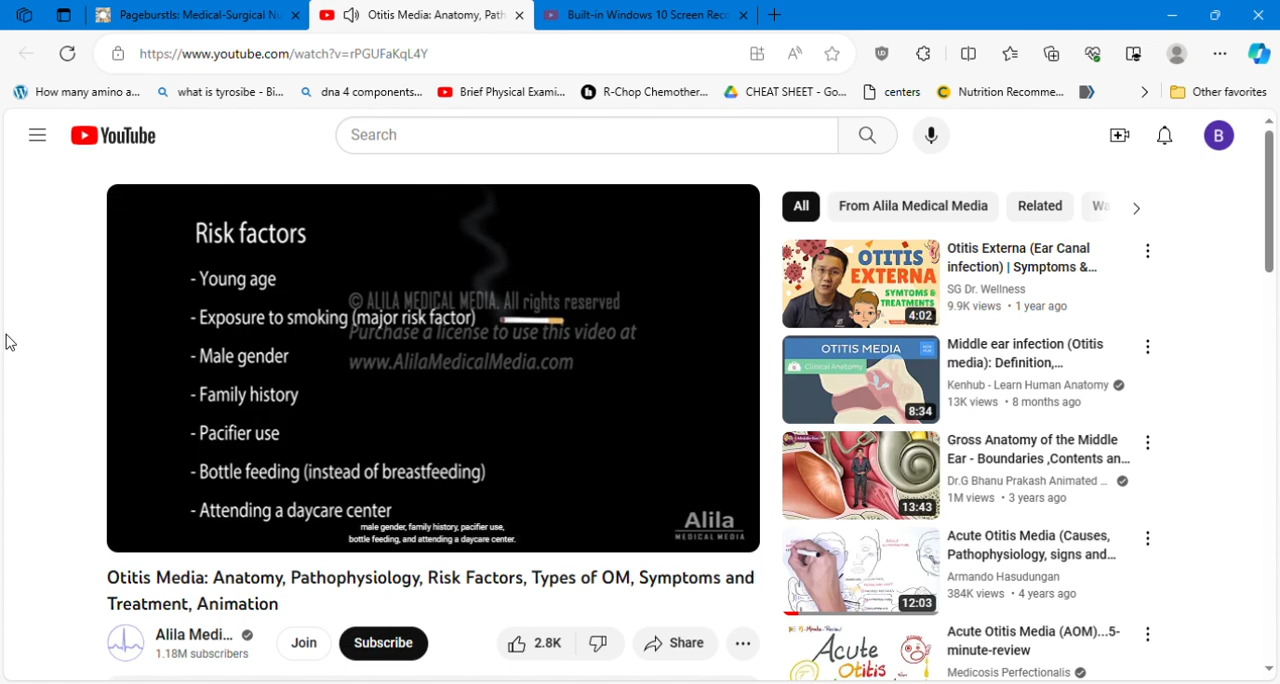 Pageburstls: Medical-Surgical Nu
Otitis Media: Anatomy, Path
Built-in Windows 10 Screen Reco
https://www.youtube.com/watch?v=rPGUFaKqL4Y
How many amino a...
what is tyrosibe - Bi...
dna 4 components...
Brief Physical Exami...
R-Chop Chemother...
CHEAT SHEET - Go...
centers
Nutrition Recomme...
Other favorites
YouTube
Search
B
Risk factors
- Young age
- Exposure to smoking (major risk factor)
- Male gender
- Family history
- Pacifier use
- Bottle feeding (instead of breastfeeding)
- Attending a daycare center
© ALILA MEDICAL MEDIA. All rights reserved
Purchase a license to use this video at
www.AlilaMedicalMedia.com
male gender, family history, pacifier use,
bottle feeding, and attending a daycare center.
Alila
MEDICAL MEDIA
Otitis Media: Anatomy, Pathophysiology, Risk Factors, Types of OM, Symptoms and
Treatment, Animation
Alila Medi...
1.18M subscribers
Join
Subscribe
2.8K
Share
All
From Alila Medical Media
Related
Wa
OTITIS
EXTERNA
SYMTOMS &
TREATMENTS
4:02
Otitis Externa (Ear Canal
infection) | Symptoms &...
SG Dr. Wellness
9.9K views • 1 year ago
OTITIS MEDIA
Clinical Anatomy
8:34
Middle ear infection (Otitis
media): Definition,...
Kenhub - Learn Human Anatomy
13K views • 8 months ago
13:43
Gross Anatomy of the Middle
Ear - Boundaries ,Contents an...
Dr.G Bhanu Prakash Animated ...
1M views • 3 years ago
12:03
Acute Otitis Media (Causes,
Pathophysiology, signs and...
Armando Hasudungan
384K views • 4 years ago
Acute
Otitis
Acute Otitis Media (AOM)...5-
minute-review
Medicosis Perfectionalis